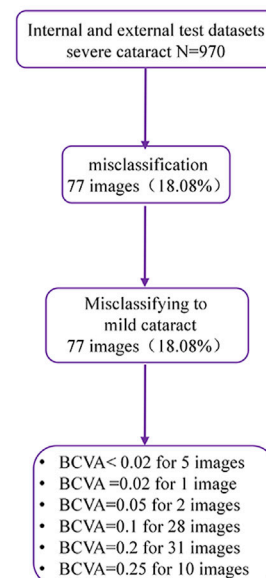 Internal and external test datasets
severe cataract N=970
misclassification
77 images（18.08%）
Misclassifying to
mild cataract
77 images（18.08%）
• BCVA< 0.02 for 5 images
• BCVA =0.02 for 1 image
• BCVA=0.05 for 2 images
• BCVA=0.1 for 28 images
• BCVA=0.2 for 31 images
• BCVA=0.25 for 10 images